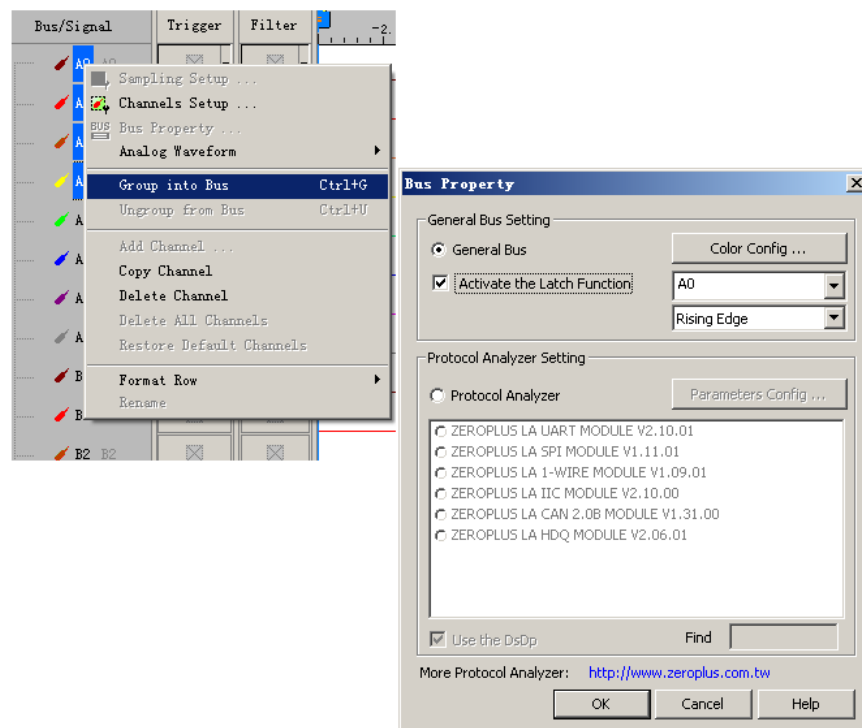 Bus/Signal Trigger Filter -2.
A0 A0
Sampling Setup ...
A
Channels Setup ...
BUS Bus Property ...
A
Analog Waveform
A
Group into Bus Ctrl+G
Ungroup from Bus Ctrl+U
A
Add Channel ...
A
Copy Channel
A
Delete Channel
Delete All Channels
A
Restore Default Channels
B
Format Row
Rename
B
B2 B2
Bus Property
General Bus Setting
General Bus Color Config ...
Activate the Latch Function A0
Rising Edge
Protocol Analyzer Setting
Protocol Analyzer Parameters Config ...
ZEROPLUS LA UART MODULE V2.10.01
ZEROPLUS LA SPI MODULE V1.11.01
ZEROPLUS LA 1-WIRE MODULE V1.09.01
ZEROPLUS LA IIC MODULE V2.10.00
ZEROPLUS LA CAN 2.0B MODULE V1.31.00
ZEROPLUS LA HDQ MODULE V2.06.01
Use the DsDp Find
More Protocol Analyzer: http://www.zeroplus.com.tw
OK Cancel Help